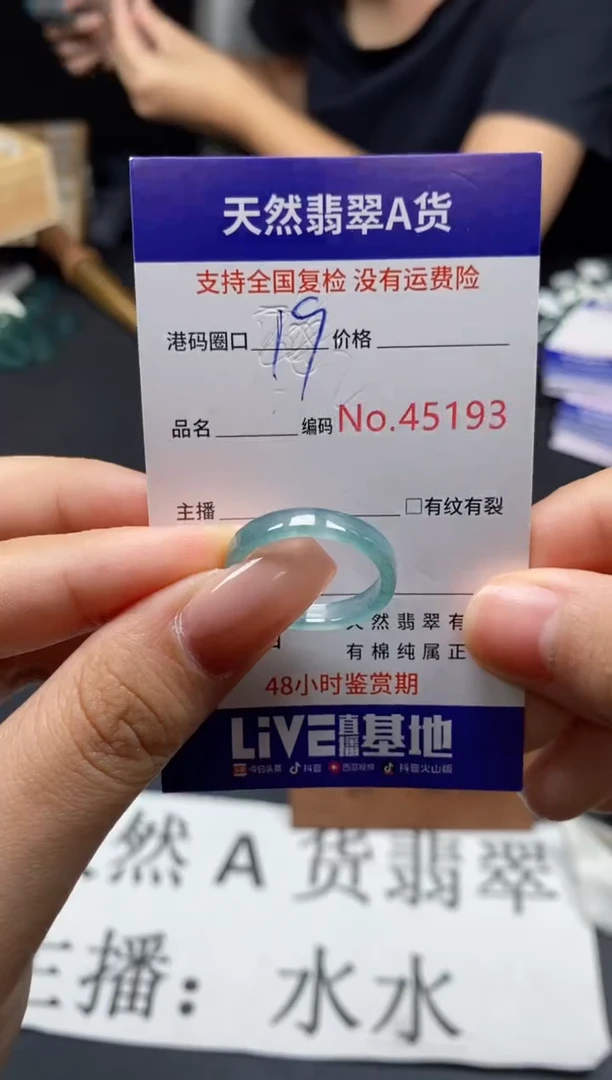 天然翡翠A货
支持全国复检 没有运费险
港码圈口 19 价格
品名 编码 No.45193
主播 □有纹有裂
天然翡翠有
有棉纯属正
48小时鉴赏期
LiVE直播基地
今日头条 抖音 西瓜视频 抖音火山版
然A货翡翠
主播：水水